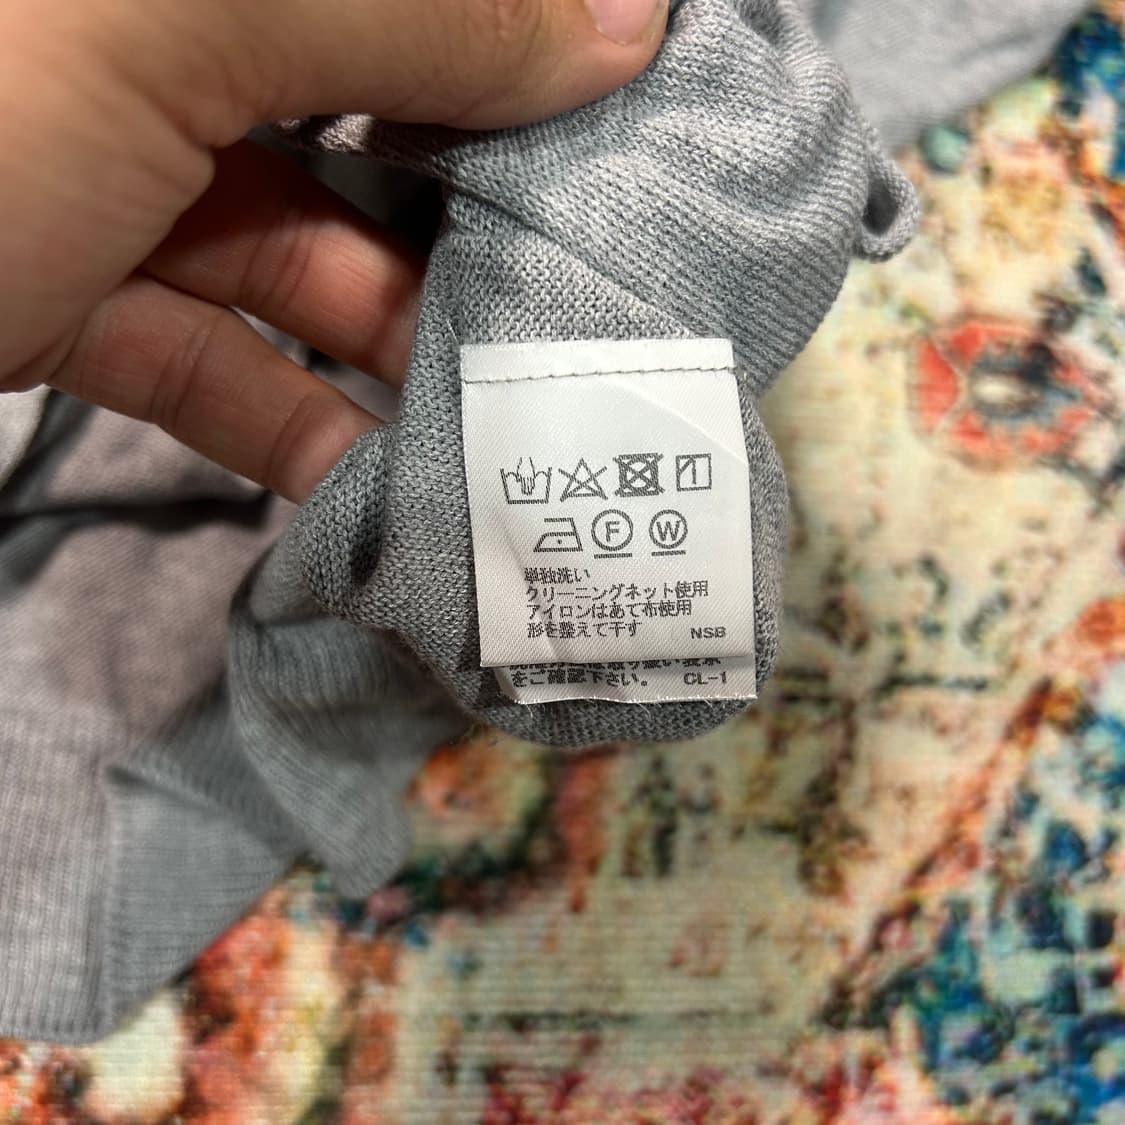 F W
単独洗い
クリーニングネット使用
アイロンはあて布使用
形を整えて干す NSB
をご確認下さい。 CL-1